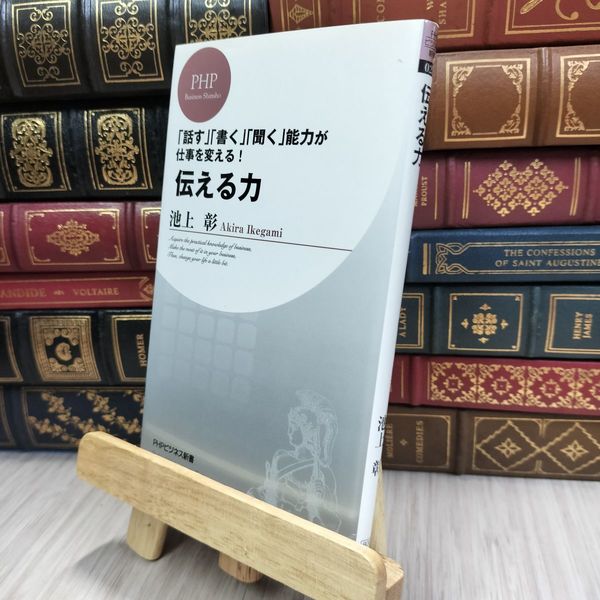 PHP
Business Shinsho
「話す」「書く」「聞く」能力が
仕事を変える!
伝える力
池上 彰 Akira Ikegami
Acquire the practical knowledge of business.
Make the most of it in your business.
Then, change your life a little bit.
PHPビジネス新書
伝える力
池上 彰
CANDIDE
VOLTAIRE
HOMER
PROUST
THE CONFESSIONS
OF SAINT AUGUSTINE
HENRY
JAMES
MOLIÈRE
COMEDIES